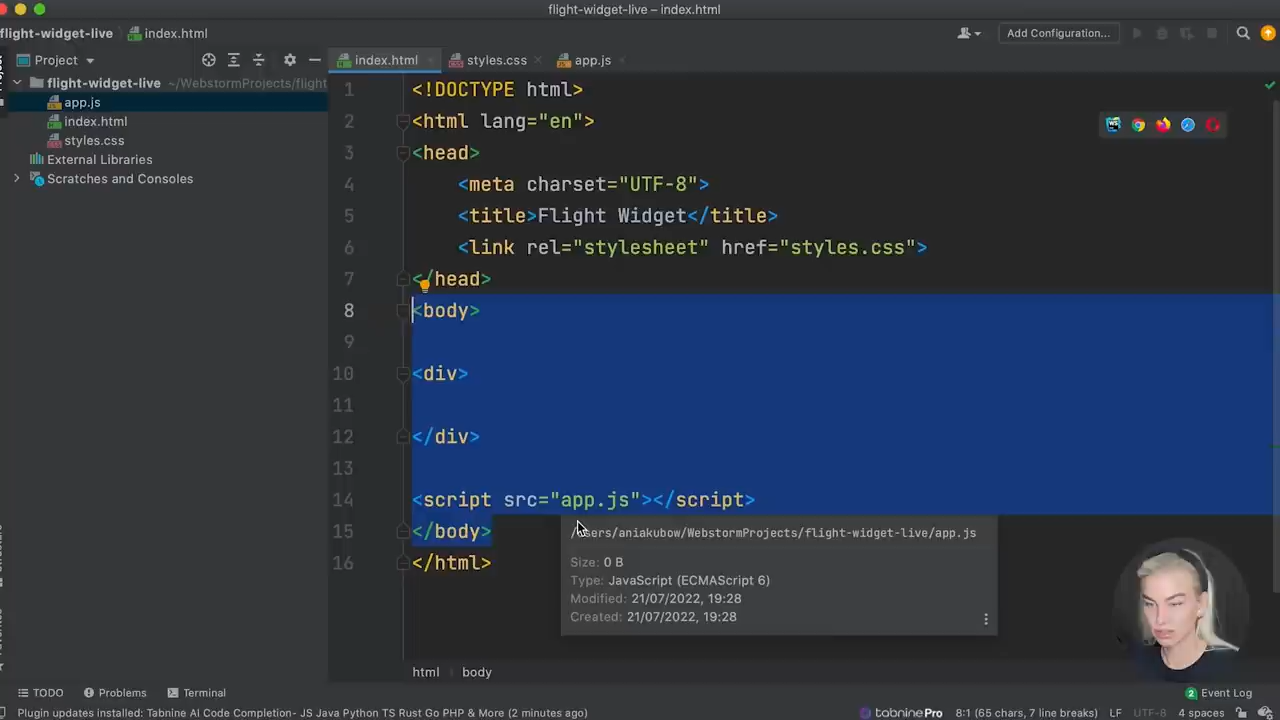 flight-widget-live – index.html
flight-widget-live
index.html
Add Configuration...
Project
index.html
styles.css
app.js
flight-widget-live ~/WebstormProjects/flight
app.js
index.html
styles.css
External Libraries
Scratches and Consoles
1 <!DOCTYPE html>
2 <html lang="en">
3 <head>
4 <meta charset="UTF-8">
5 <title>Flight Widget</title>
6 <link rel="stylesheet" href="styles.css">
7 </head>
8 <body>
9
10 <div>
11
12 </div>
13
14 <script src="app.js"></script>
15 </body>
16 </html>
/Users/aniakubow/WebstormProjects/flight-widget-live/app.js
Size: 0 B
Type: JavaScript (ECMAScript 6)
Modified: 21/07/2022, 19:28
Created: 21/07/2022, 19:28
html body
TODO Problems Terminal
2 Event Log
Plugin updates installed: Tabnine AI Code Completion- JS Java Python TS Rust Go PHP & More (2 minutes ago)
tabnine Pro 8:1 (65 chars, 7 line breaks) LF UTF-8 4 spaces